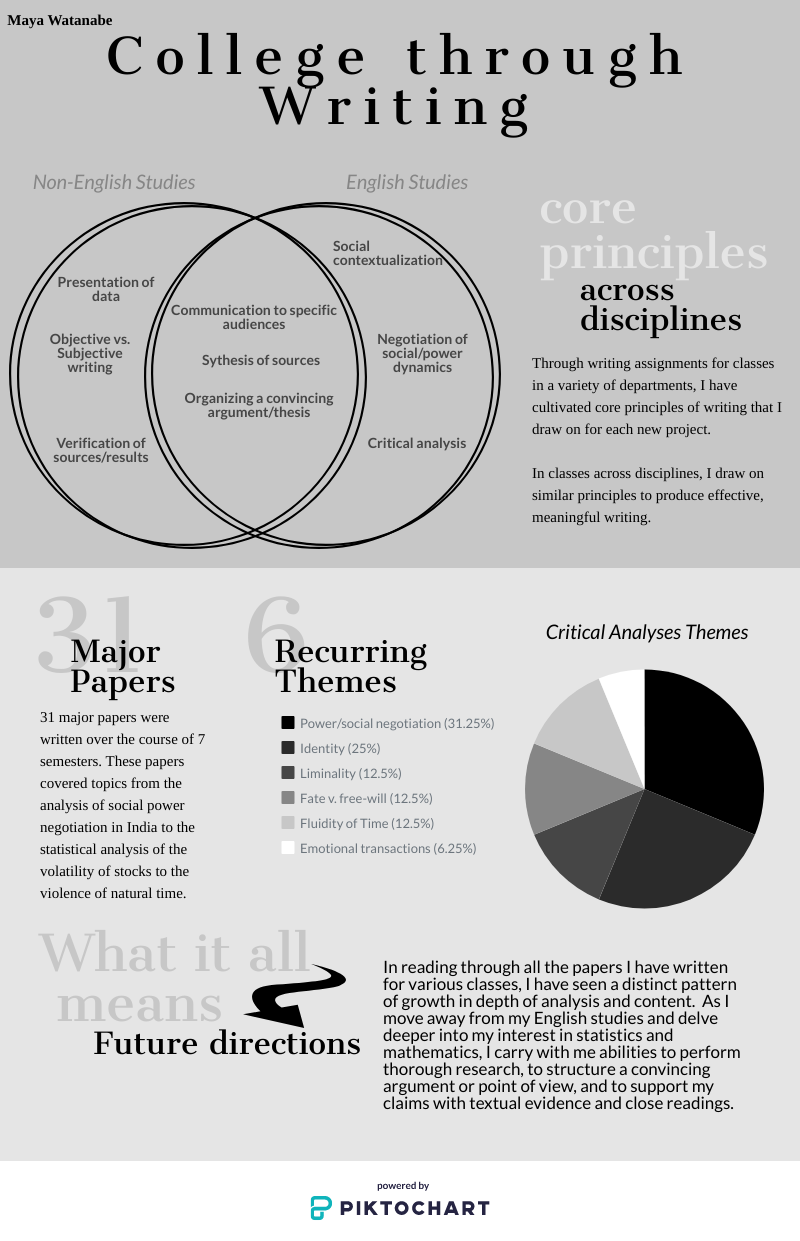 Maya Watanabe
College through
Writing
Non-English Studies
English Studies
Presentation of
data
Objective vs.
Subjective
writing
Verification of
sources/results
Communication to specific
audiences
Sythesis of sources
Organizing a convincing
argument/thesis
Social
contextualization
Negotiation of
social/power
dynamics
Critical analysis
core
principles
across
disciplines
Through writing assignments for classes
in a variety of departments, I have
cultivated core principles of writing that I
draw on for each new project.
In classes across disciplines, I draw on
similar principles to produce effective,
meaningful writing.
31
Major
Papers
31 major papers were
written over the course of 7
semesters. These papers
covered topics from the
analysis of social power
negotiation in India to the
statistical analysis of the
volatility of stocks to the
violence of natural time.
6
Recurring
Themes
Power/social negotiation (31.25%)
Identity (25%)
Liminality (12.5%)
Fate v. free-will (12.5%)
Fluidity of Time (12.5%)
Emotional transactions (6.25%)
Critical Analyses Themes
What it all
means
Future directions
In reading through all the papers I have written
for various classes, I have seen a distinct pattern
of growth in depth of analysis and content.  As I
move away from my English studies and delve
deeper into my interest in statistics and
mathematics, I carry with me abilities to perform
thorough research, to structure a convincing
argument or point of view, and to support my
claims with textual evidence and close readings.
powered by
PIKTOCHART